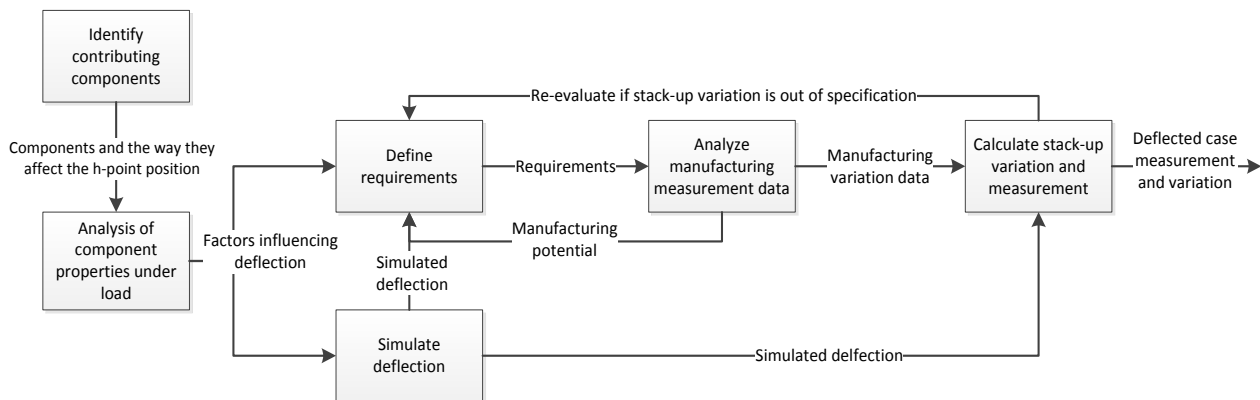 Identify
contributing
components
Components and the way they
affect the h-point position
Analysis of
component
properties under
load
Factors influencing
deflection
Re-evaluate if stack-up variation is out of specification
Define
requirements
Requirements
Analyze
manufacturing
measurement data
Manufacturing
variation data
Calculate stack-up
variation and
measurement
Deflected case
measurement
and variation
Manufacturing
potential
Simulated
deflection
Simulate
deflection
Simulated delfection